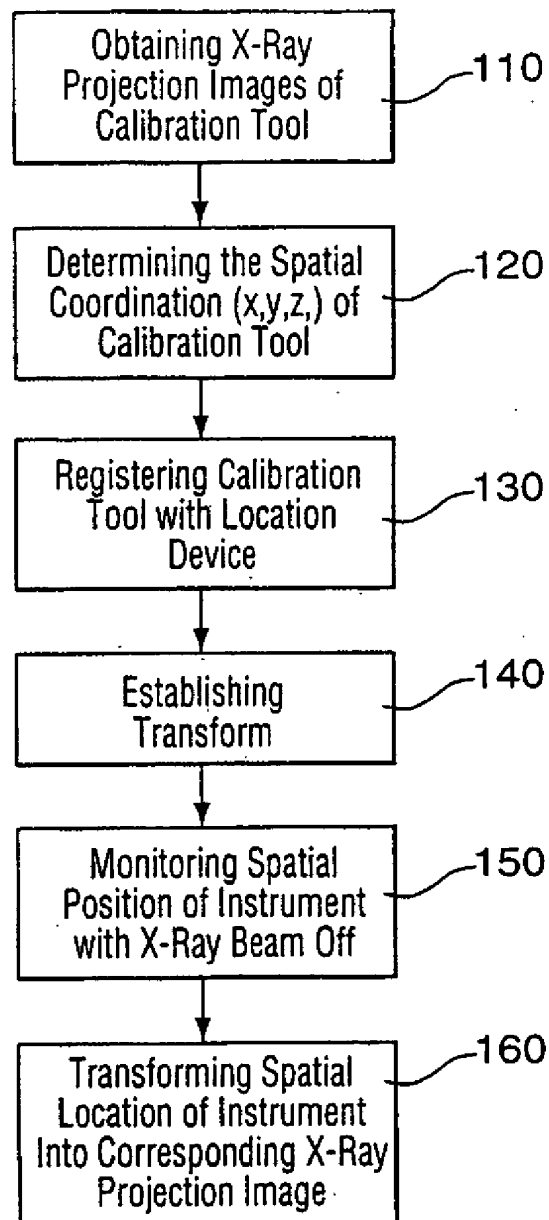 Obtaining X-Ray
Projection Images of
Calibration Tool
110
Determining the Spatial
Coordination (x,y,z,) of
Calibration Tool
120
Registering Calibration
Tool with Location
Device
130
Establishing
Transform
140
Monitoring Spatial
Position of Instrument
with X-Ray Beam Off
150
Transforming Spatial
Location of Instrument
Into Corresponding X-Ray
Projection Image
160